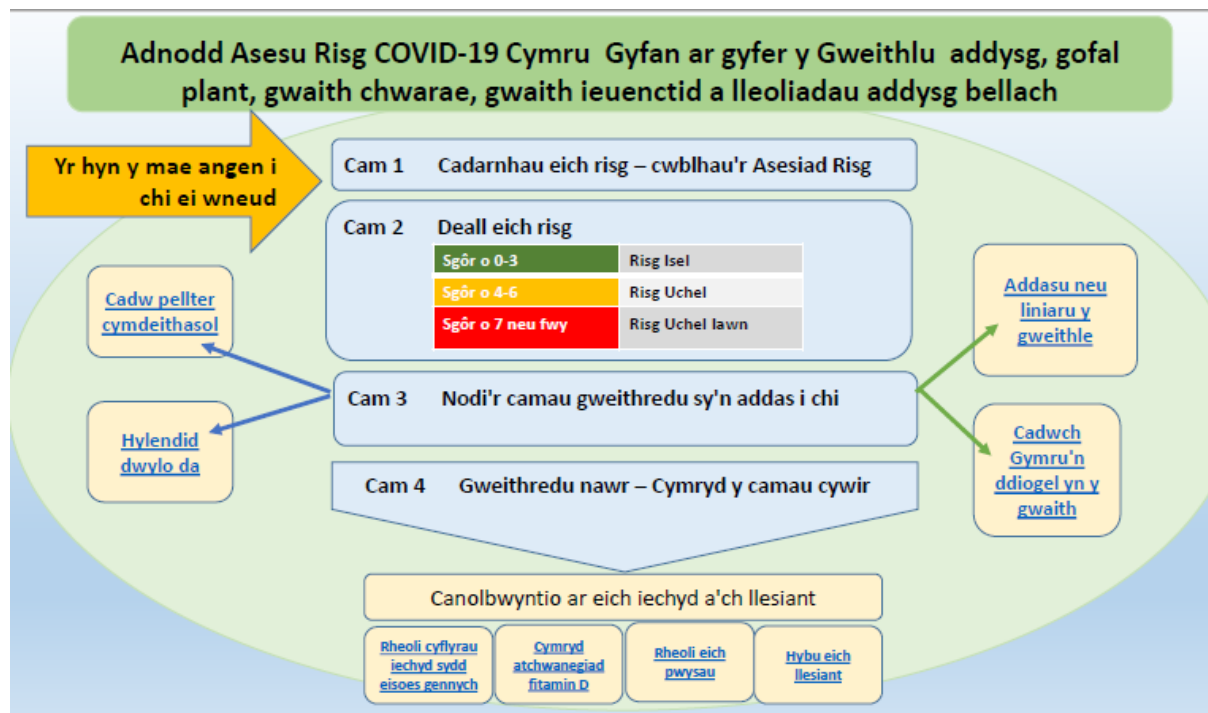 Adnodd Asesu Risg COVID-19 Cymru Gyfan ar gyfer y Gweithlu addysg, gofal
plant, gwaith chwarae, gwaith ieuenctid a lleoliadau addysg bellach
Yr hyn y mae angen i
chi ei wneud
Cam 1 Cadarnhau eich risg – cwblhau'r Asesiad Risg
Cam 2 Deall eich risg
Sgôr o 0-3 Risg Isel
Sgôr o 4-6 Risg Uchel
Sgôr o 7 neu fwy Risg Uchel Iawn
Cadw pellter
cymdeithasol
Hylendid
dwylo da
Addasu neu
liniaru y
gweithle
Cadwch
Gymru'n
ddiogel yn y
gwaith
Cam 3 Nodi'r camau gweithredu sy'n addas i chi
Cam 4 Gweithredu nawr – Cymryd y camau cywir
Canolbwyntio ar eich iechyd a'ch llesiant
Rheoli cyflyrau
iechyd sydd
eisoes gennych
Cymryd
atchwanegiad
fitamin D
Rheoli eich
pwysau
Hybu eich
llesiant